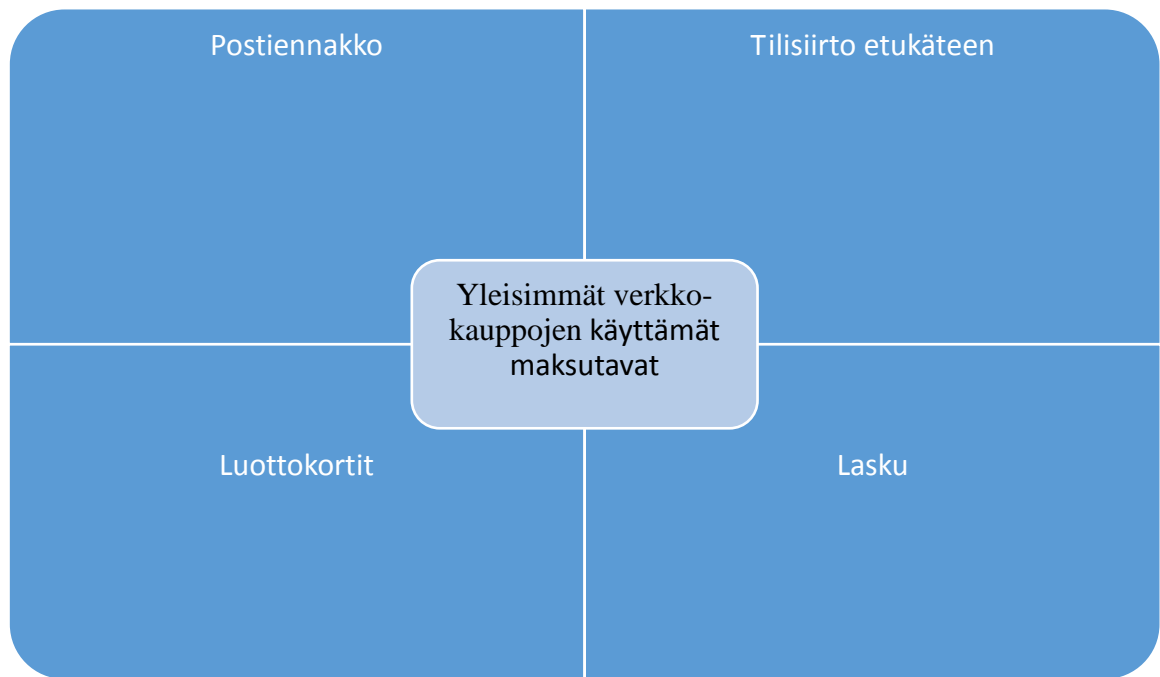 Postiennakko
Tilisiirto etukäteen
Yleisimmät verkko-
kauppojen käyttämät
maksutavat
Luottokortit
Lasku